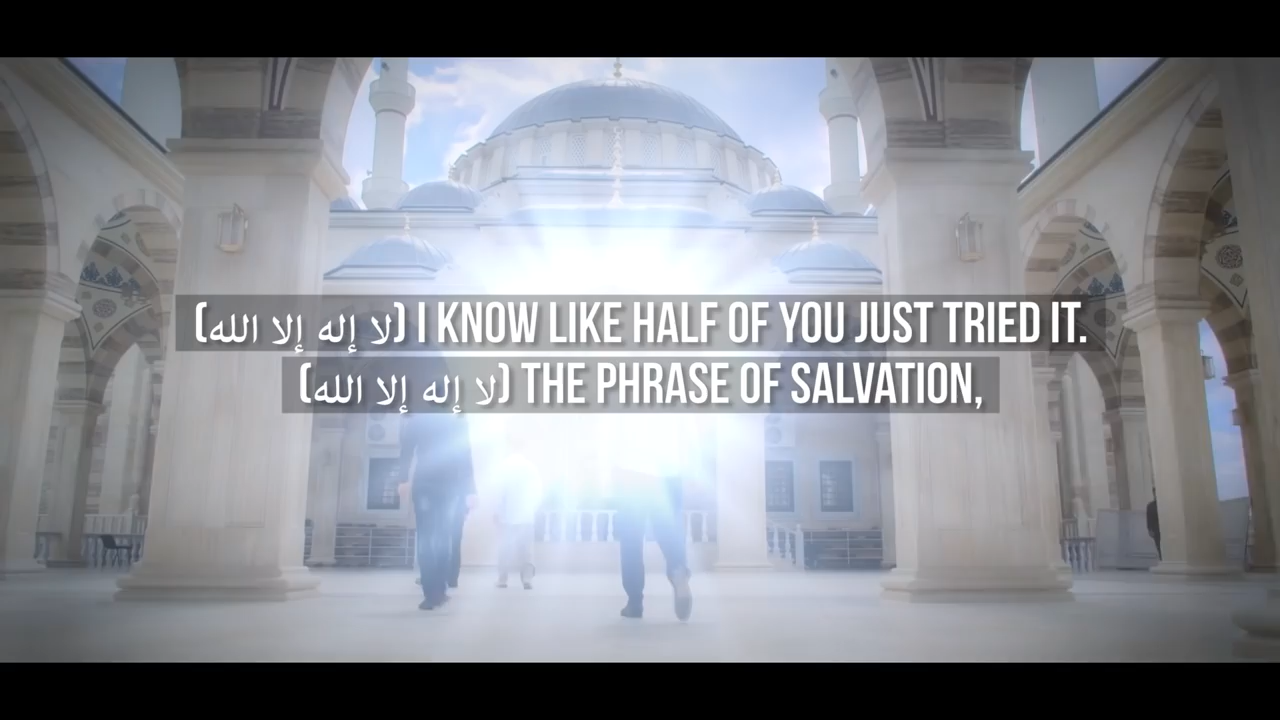 (لا إله إلا الله) I KNOW LIKE HALF OF YOU JUST TRIED IT.
(لا إله إلا الله) THE PHRASE OF SALVATION,